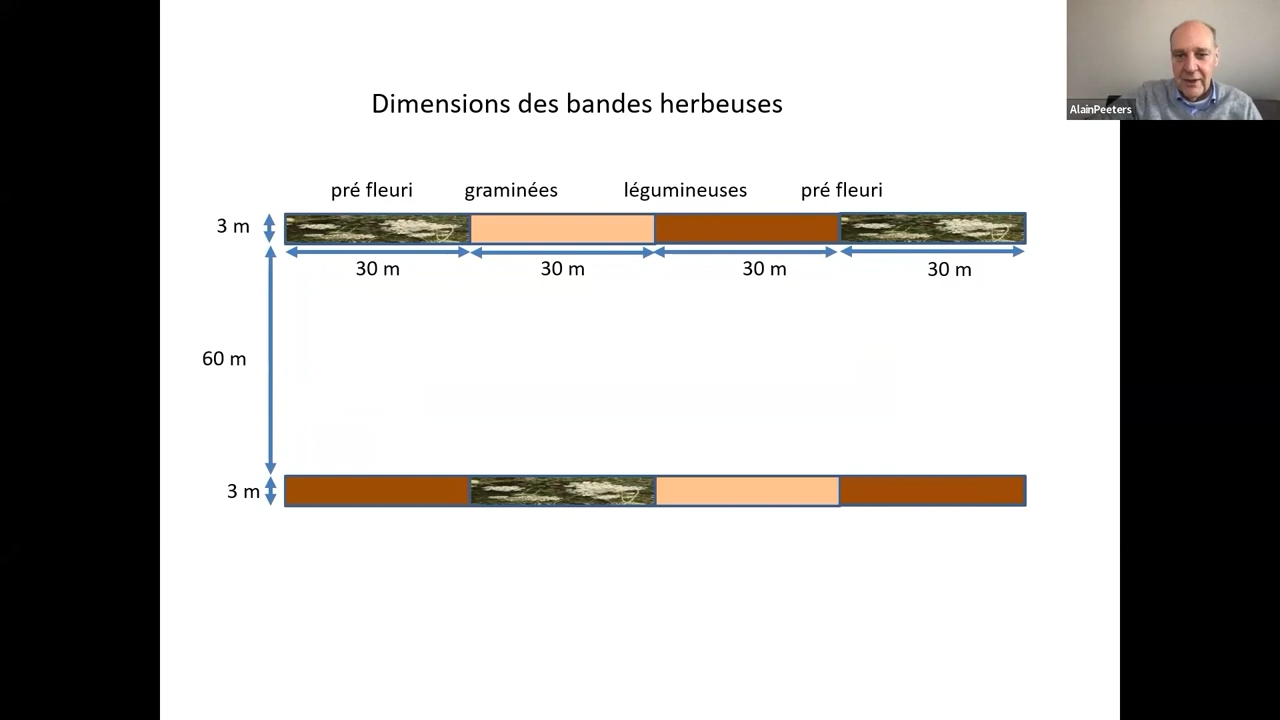 AlainPeeters
Dimensions des bandes herbeuses
pré fleuri graminées légumineuses pré fleuri
3 m
30 m 30 m 30 m 30 m
60 m
3 m